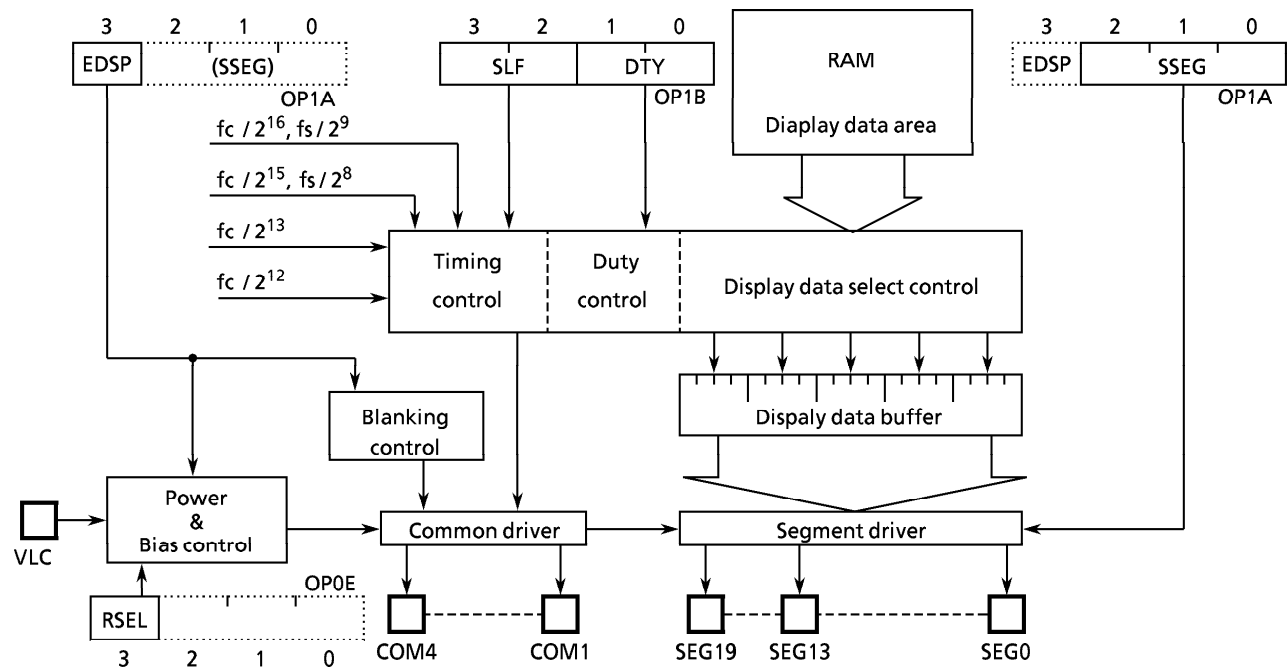 3 2 1 0
EDSP (SSEG)
OP1A
3 2 1 0
SLF DTY
OP1B
RAM
Diaplay data area
3 2 1 0
EDSP SSEG
OP1A
fc / 2^16, fs / 2^9
fc / 2^15, fs / 2^8
fc / 2^13
fc / 2^12
Timing
control
Duty
control
Display data select control
Blanking
control
Dispaly data buffer
Power
&
Bias control
VLC
Common driver
Segment driver
OP0E
RSEL
3 2 1 0
COM4 COM1
SEG19 SEG13 SEG0